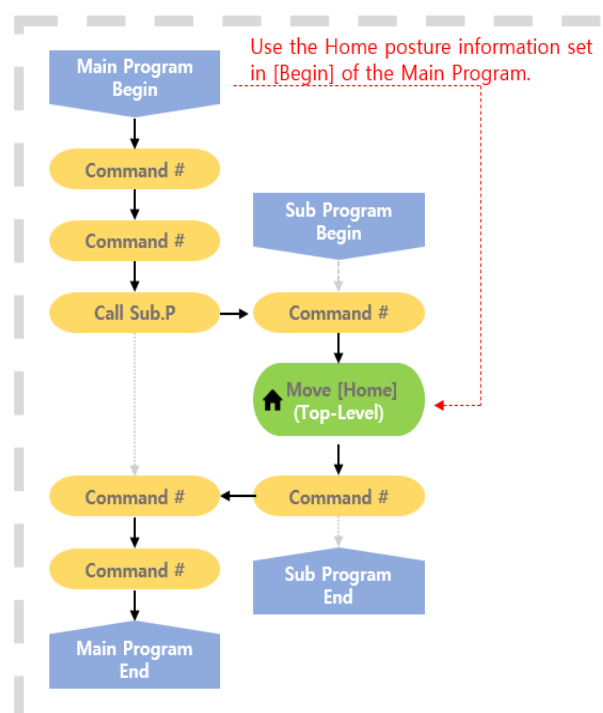 Use the Home posture information set
in [Begin] of the Main Program.
Main Program
Begin
Command #
Command #
Call Sub.P
Sub Program
Begin
Command #
Move [Home]
(Top-Level)
Command #
Sub Program
End
Command #
Command #
Main Program
End